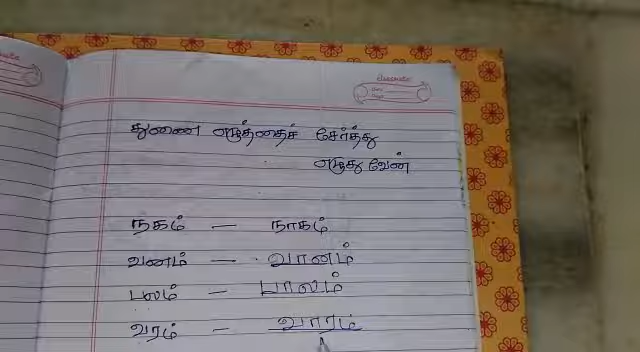 துணை எழுத்தைச் சேர்த்து
எழுதுவேன்
நகம் — நாகம்
வனம் — வானம்
பலம் — பாலம்
வரம் — வாரம்